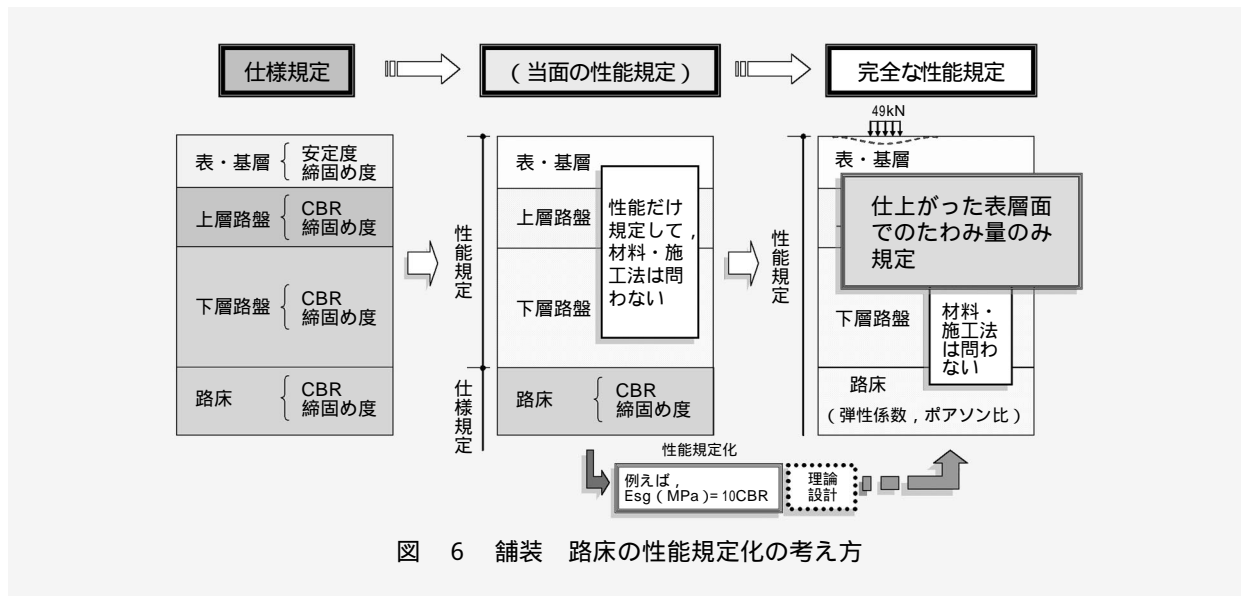 仕様規定
(当面の性能規定)
完全な性能規定
表・基層
安定度
締固め度
上層路盤
CBR
締固め度
下層路盤
CBR
締固め度
路床
CBR
締固め度
性能規定
仕様規定
表・基層
上層路盤
下層路盤
性能だけ
規定して,
材料・施
工法は問
わない
路床
CBR
締固め度
性能規定
49kN
表・基層
仕上がった表層面
でのたわみ量のみ
規定
下層路盤
材料・
施工法
は問わ
ない
路床
(弾性係数,ポアソン比)
性能規定化
例えば,
Esg(MPa)=10CBR
理論
設計
図 6 舗装 路床の性能規定化の考え方